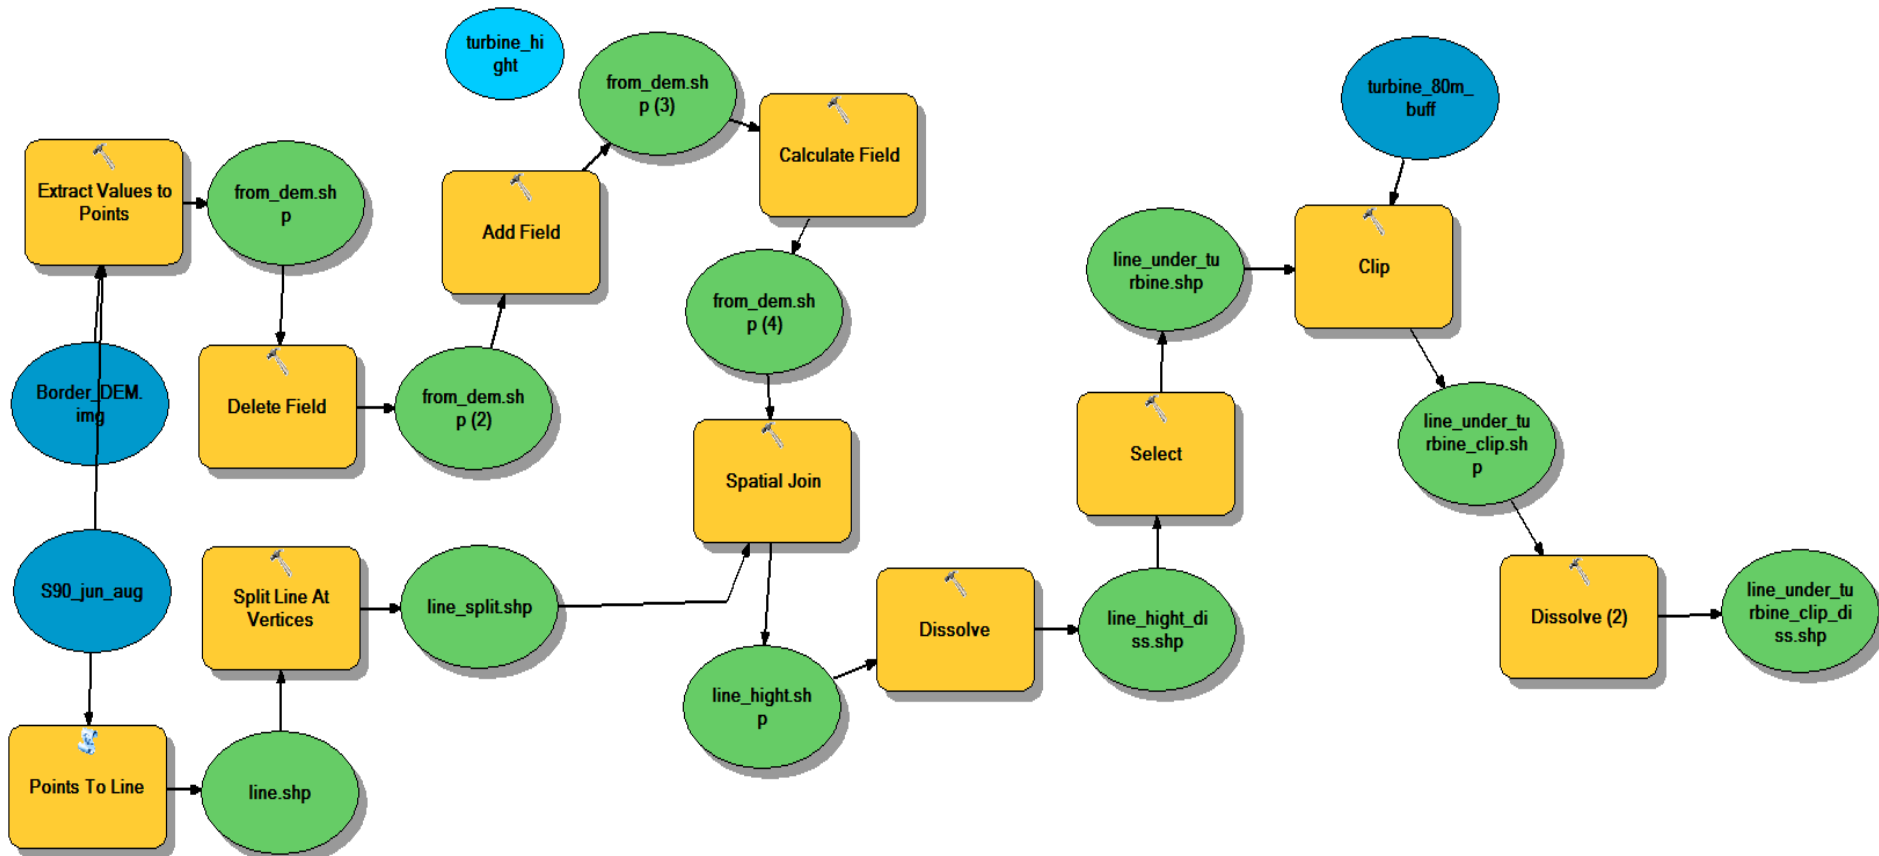 turbine_hi
ght
from_dem.sh
p (3)
Calculate Field
turbine_80m_
buff
Extract Values to
Points
from_dem.sh
p
Add Field
line_under_tu
rbine.shp
Clip
from_dem.sh
p (4)
Border_DEM.
img
Delete Field
from_dem.sh
p (2)
Spatial Join
Select
line_under_tu
rbine_clip.sh
p
S90_jun_aug
Split Line At
Vertices
line_split.shp
Dissolve
line_hight_di
ss.shp
Dissolve (2)
line_under_tu
rbine_clip_di
ss.shp
line_hight.sh
p
Points To Line
line.shp